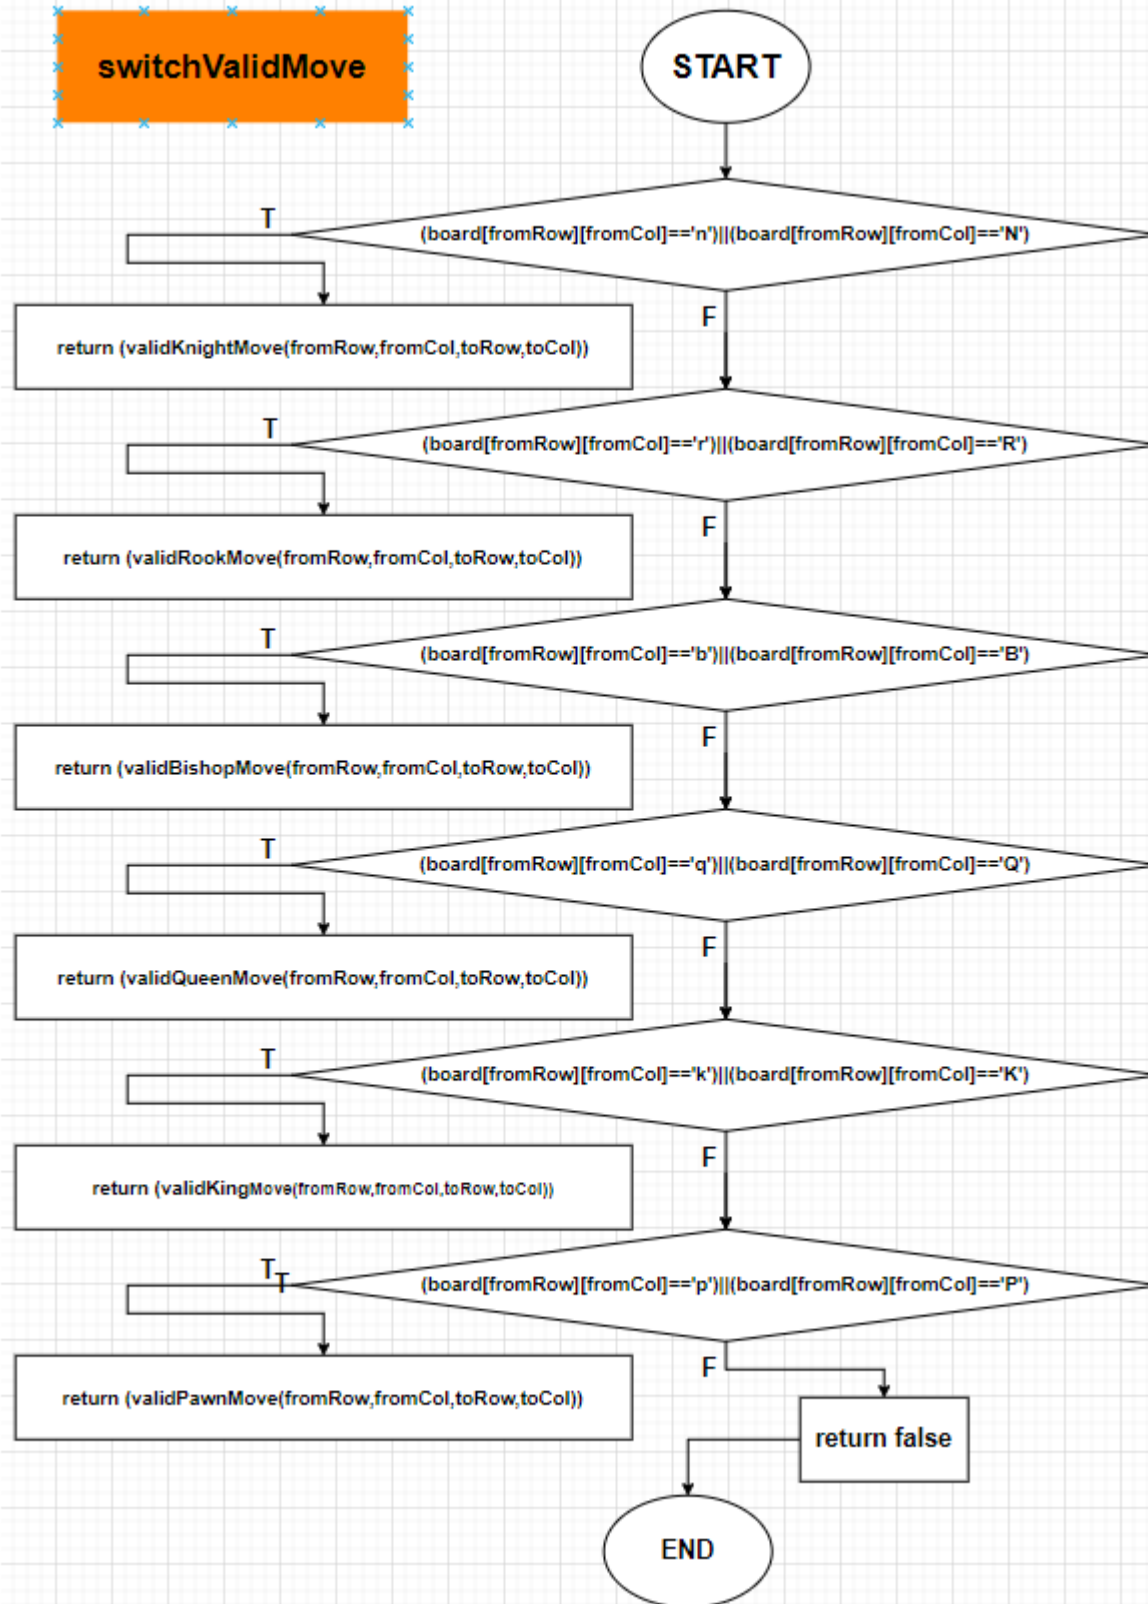 switchValidMove
START
T
(board[fromRow][fromCol]=='n')||(board[fromRow][fromCol]=='N')
F
return (validKnightMove(fromRow,fromCol,toRow,toCol))
T
(board[fromRow][fromCol]=='r')||(board[fromRow][fromCol]=='R')
F
return (validRookMove(fromRow,fromCol,toRow,toCol))
T
(board[fromRow][fromCol]=='b')||(board[fromRow][fromCol]=='B')
F
return (validBishopMove(fromRow,fromCol,toRow,toCol))
T
(board[fromRow][fromCol]=='q')||(board[fromRow][fromCol]=='Q')
F
return (validQueenMove(fromRow,fromCol,toRow,toCol))
T
(board[fromRow][fromCol]=='k')||(board[fromRow][fromCol]=='K')
F
return (validKingMove(fromRow,fromCol,toRow,toCol))
T
T
(board[fromRow][fromCol]=='p')||(board[fromRow][fromCol]=='P')
F
return (validPawnMove(fromRow,fromCol,toRow,toCol))
return false
END